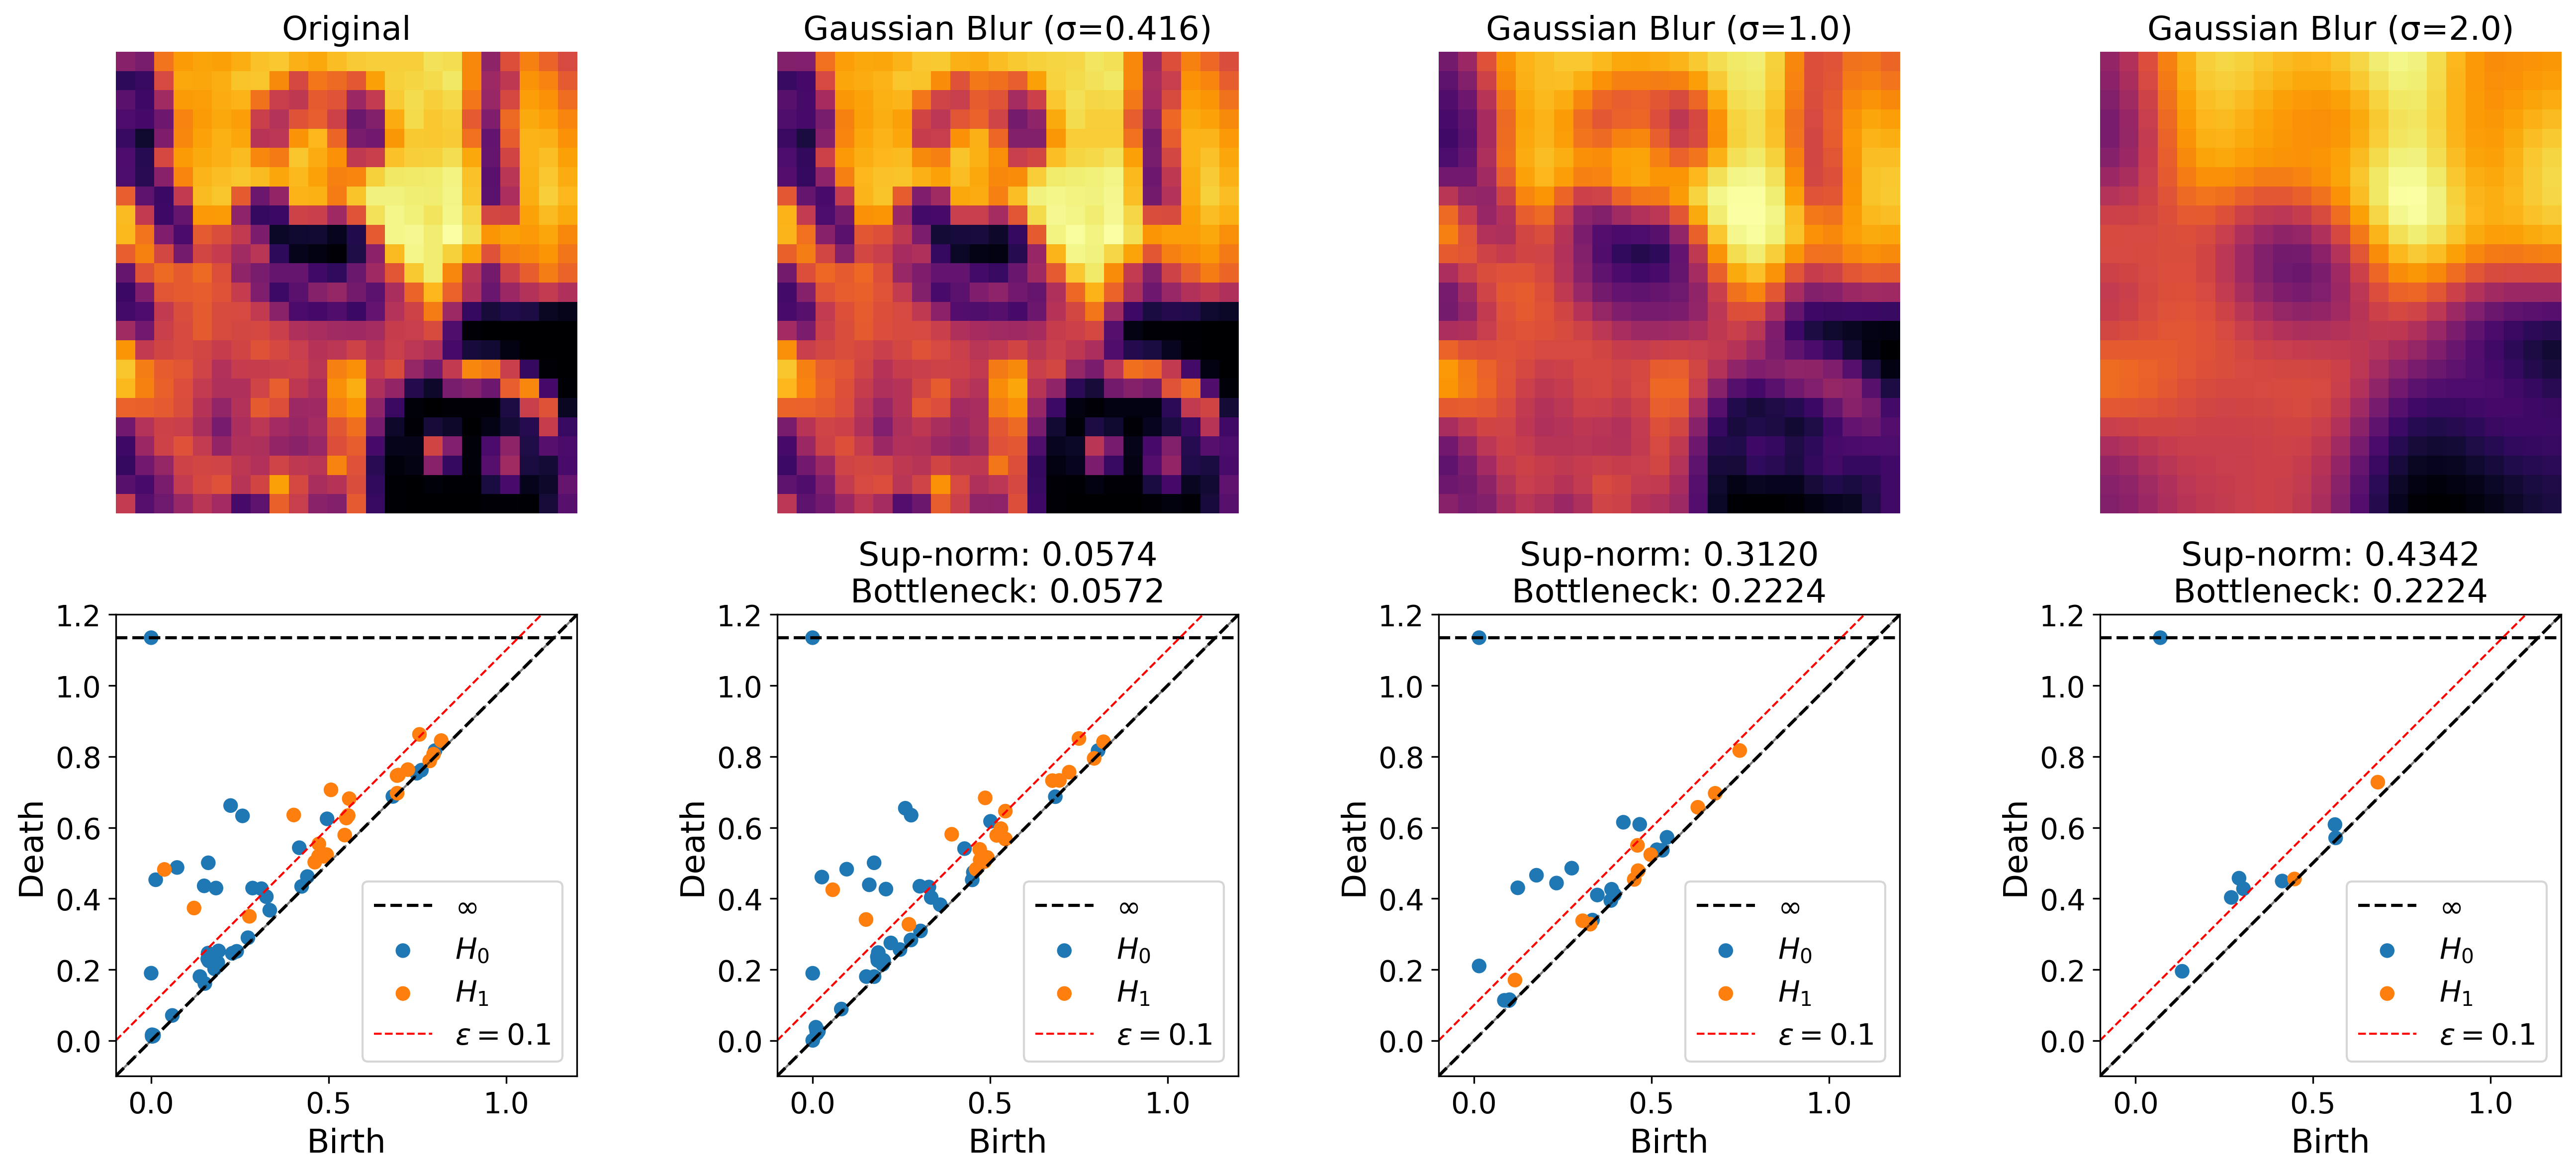 Original
Gaussian Blur (σ=0.416)
Gaussian Blur (σ=1.0)
Gaussian Blur (σ=2.0)
Sup-norm: 0.0574
Bottleneck: 0.0572
Sup-norm: 0.3120
Bottleneck: 0.2224
Sup-norm: 0.4342
Bottleneck: 0.2224
Death
1.2
1.0
0.8
0.6
0.4
0.2
0.0
0.0 0.5 1.0
Birth
∞
H₀
H₁
ε = 0.1
Death
1.2
1.0
0.8
0.6
0.4
0.2
0.0
0.0 0.5 1.0
Birth
∞
H₀
H₁
ε = 0.1
Death
1.2
1.0
0.8
0.6
0.4
0.2
0.0
0.0 0.5 1.0
Birth
∞
H₀
H₁
ε = 0.1
Death
1.2
1.0
0.8
0.6
0.4
0.2
0.0
0.0 0.5 1.0
Birth
∞
H₀
H₁
ε = 0.1